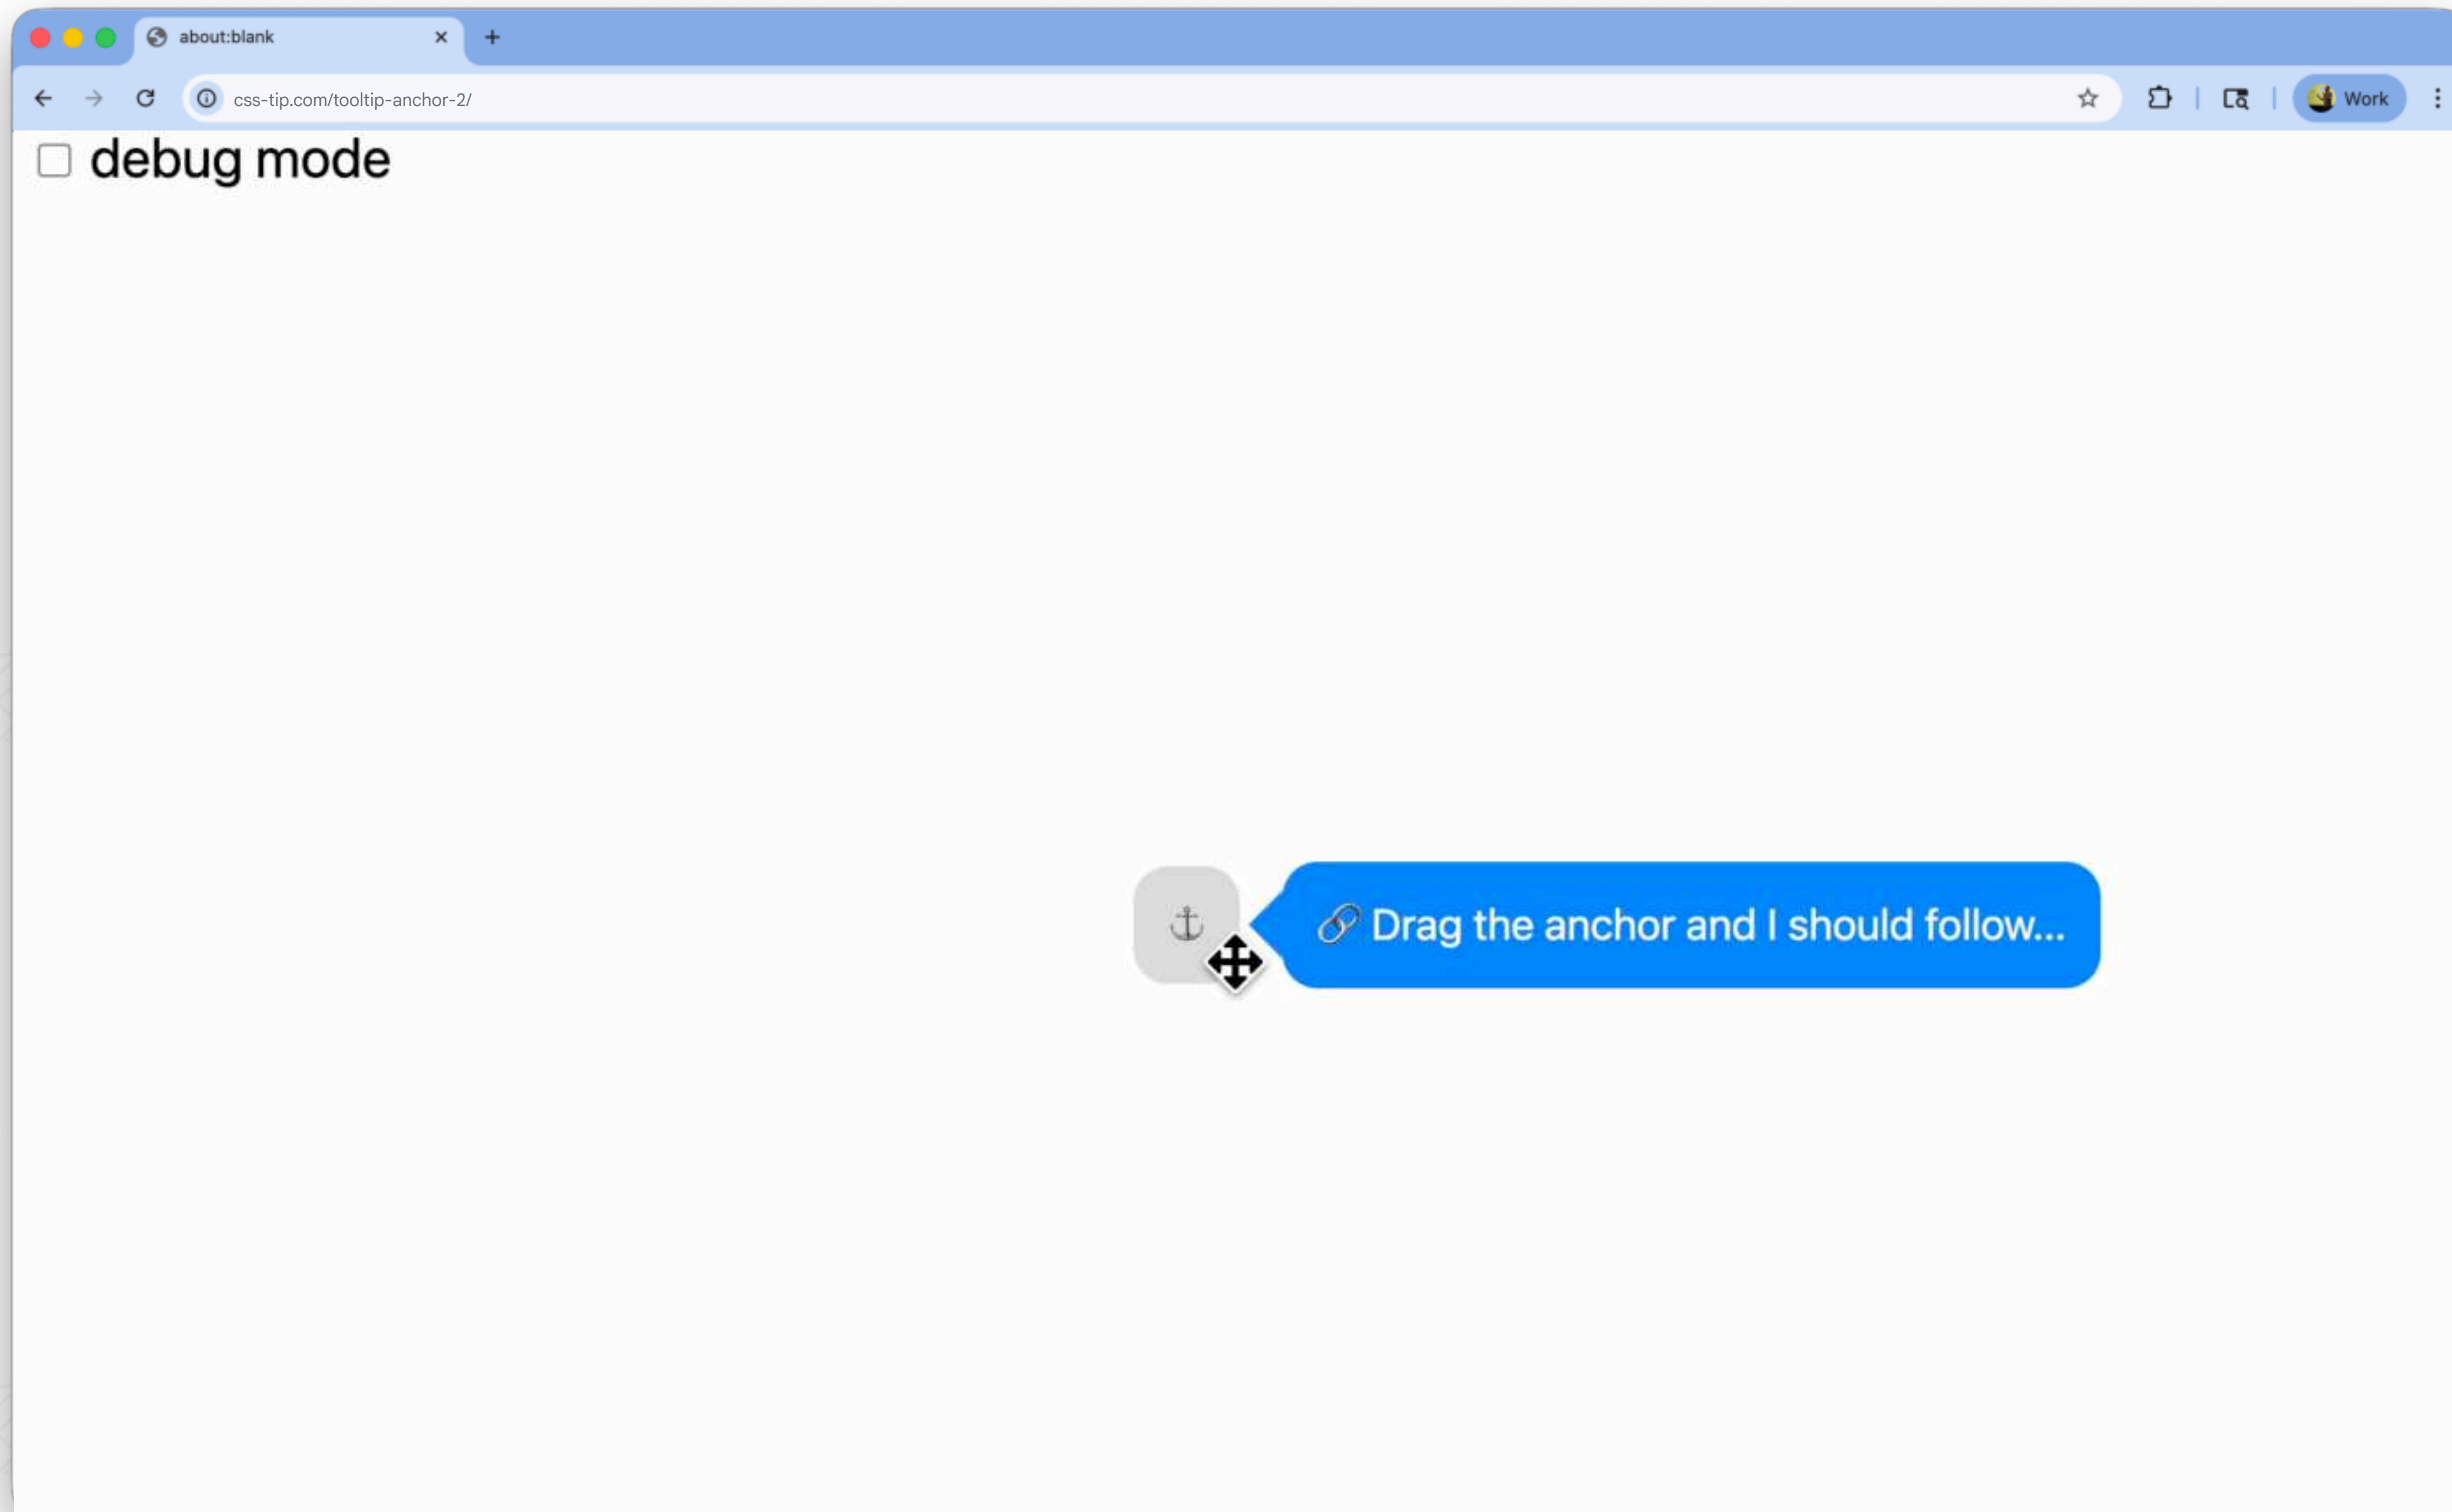 about:blank
css-tip.com/tooltip-anchor-2/
Work
debug mode
⚓ 🔗 Drag the anchor and I should follow...